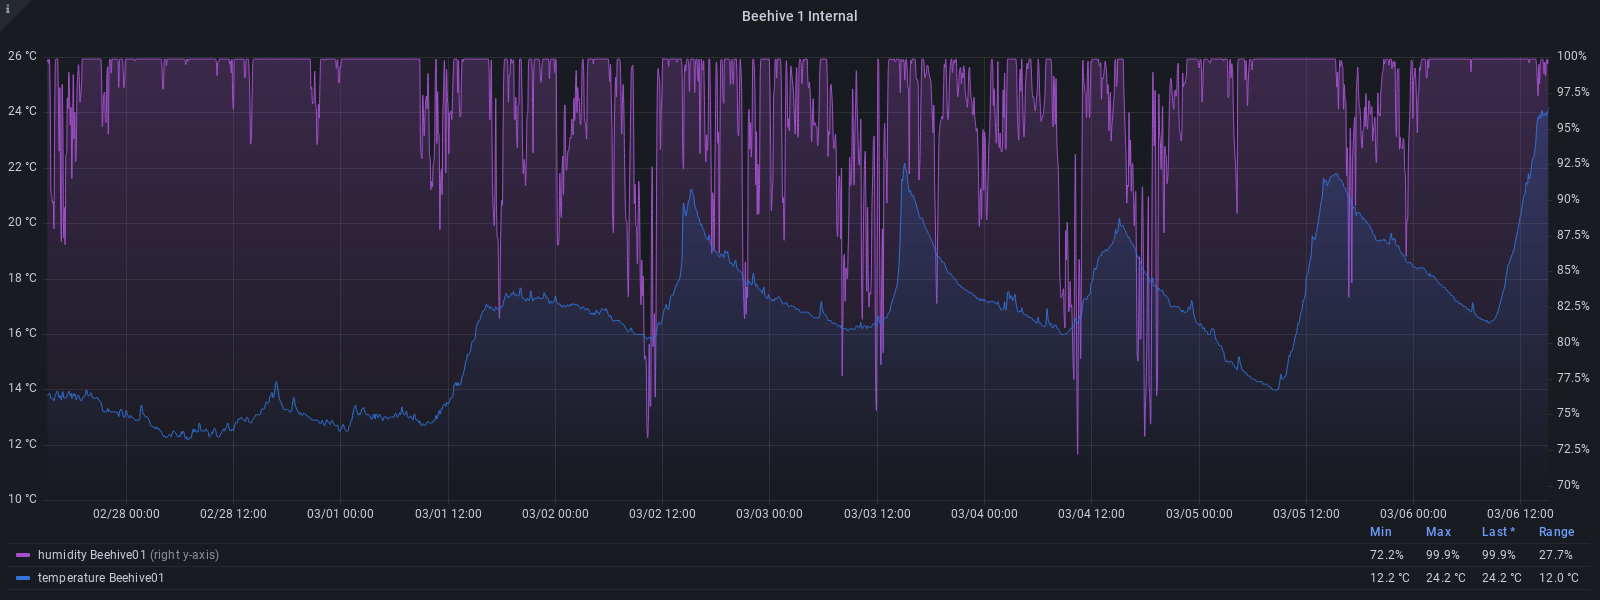 i
Beehive 1 Internal
26 °C 100%
97.5%
24 °C
95%
22 °C 92.5%
90%
20 °C
87.5%
18 °C 85%
82.5%
16 °C
80%
14 °C 77.5%
75%
12 °C
72.5%
10 °C 70%
02/28 00:00 02/28 12:00 03/01 00:00 03/01 12:00 03/02 00:00 03/02 12:00 03/03 00:00 03/03 12:00 03/04 00:00 03/04 12:00 03/05 00:00 03/05 12:00 03/06 00:00 03/06 12:00
Min Max Last * Range
humidity Beehive01 (right y-axis) 72.2% 99.9% 99.9% 27.7%
temperature Beehive01 12.2 °C 24.2 °C 24.2 °C 12.0 °C